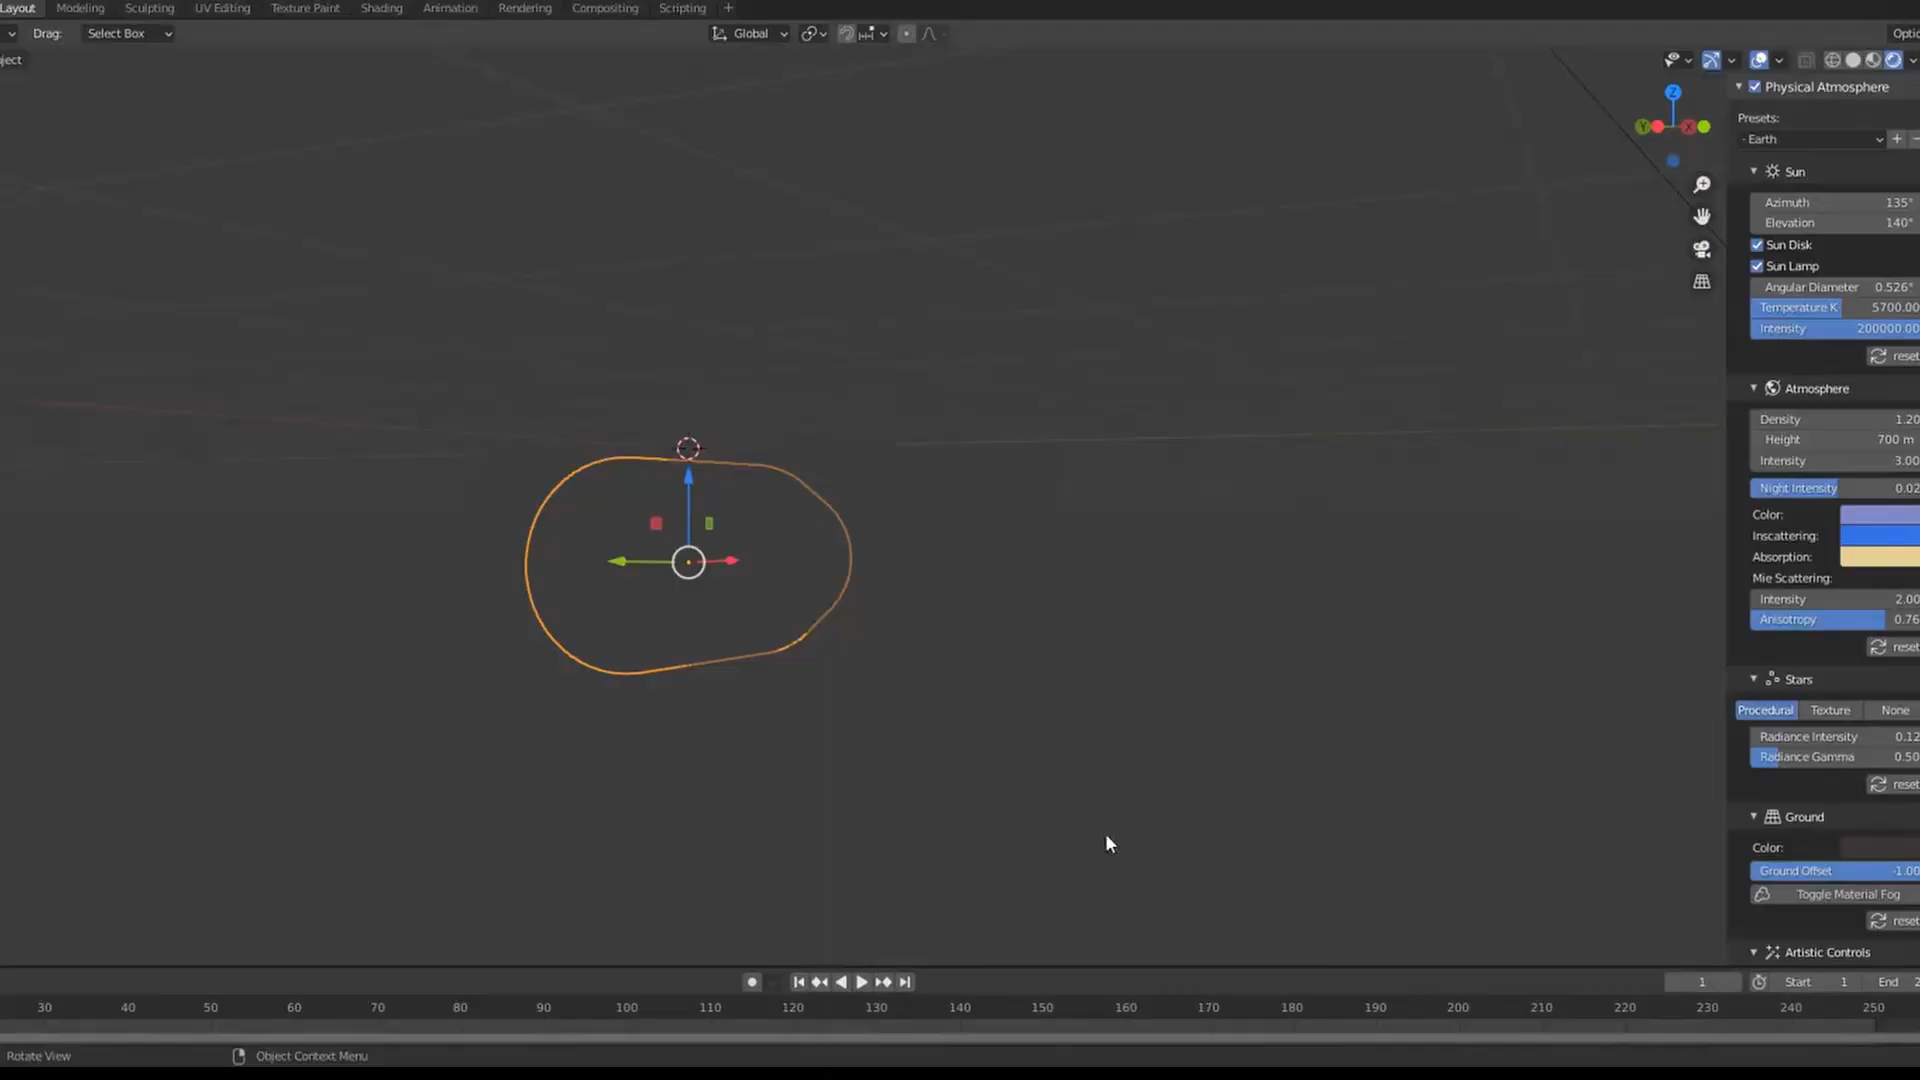 Layout Modeling Sculpting UV Editing Texture Paint Shading Animation Rendering Compositing Scripting +
Drag: Select Box Global Optio
ject
Physical Atmosphere
Z
Y X
Presets:
- Earth
Sun
Azimuth 135°
Elevation 140°
Sun Disk
Sun Lamp
Angular Diameter 0.526°
Temperature K 5700.00
Intensity 200000.00
reset
Atmosphere
Density 1.20
Height 700 m
Intensity 3.00
Night Intensity 0.02
Color:
Inscattering:
Absorption:
Mie Scattering:
Intensity 2.00
Anisotropy 0.76
reset
Stars
Procedural Texture None
Radiance Intensity 0.12
Radiance Gamma 0.50
reset
Ground
Color:
Ground Offset -1.00
Toggle Material Fog
reset
Artistic Controls
1 Start 1 End 2
30 40 50 60 70 80 90 100 110 120 130 140 150 160 170 180 190 200 210 220 230 240 250
Rotate View Object Context Menu